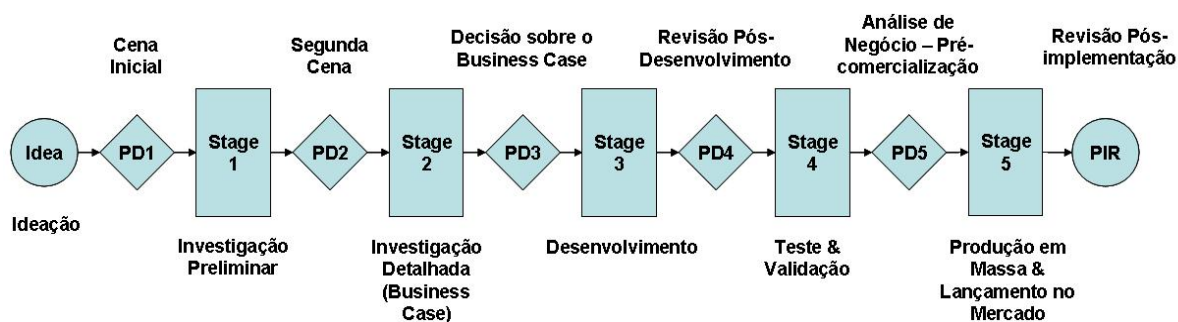 Cena
Inicial
Segunda
Cena
Decisão sobre o
Business Case
Revisão Pós-
Desenvolvimento
Análise de
Negócio – Pré-
comercialização
Revisão Pós-
implementação
Idea
PD1
Stage
1
PD2
Stage
2
PD3
Stage
3
PD4
Stage
4
PD5
Stage
5
PIR
Ideação
Investigação
Preliminar
Investigação
Detalhada
(Business
Case)
Desenvolvimento
Teste &
Validação
Produção em
Massa &
Lançamento no
Mercado